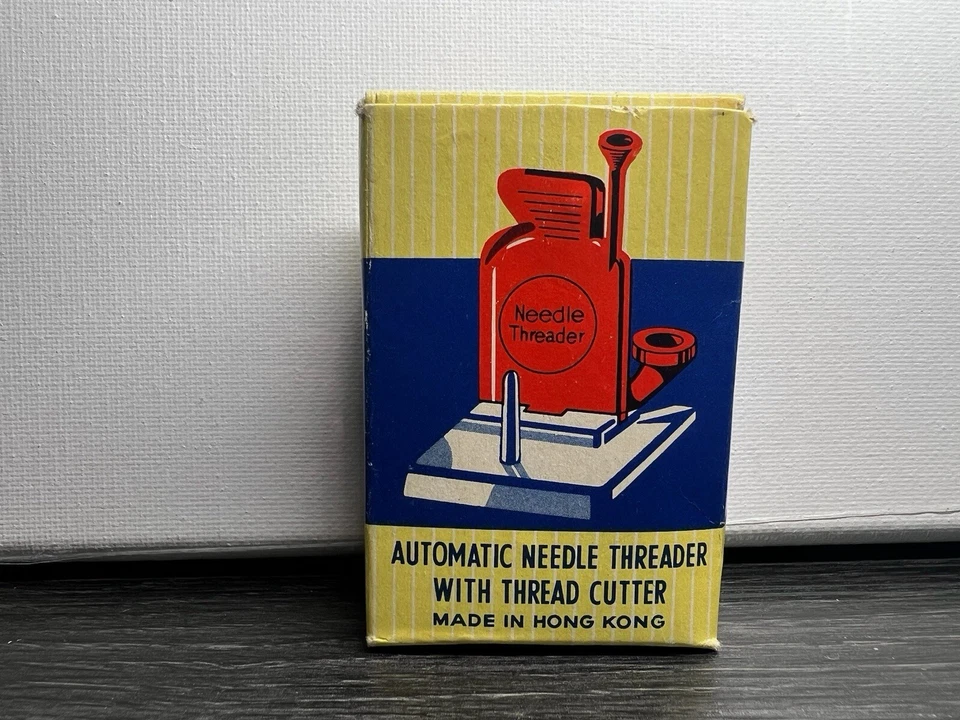 Needle
Threader
AUTOMATIC NEEDLE THREADER
WITH THREAD CUTTER
MADE IN HONG KONG